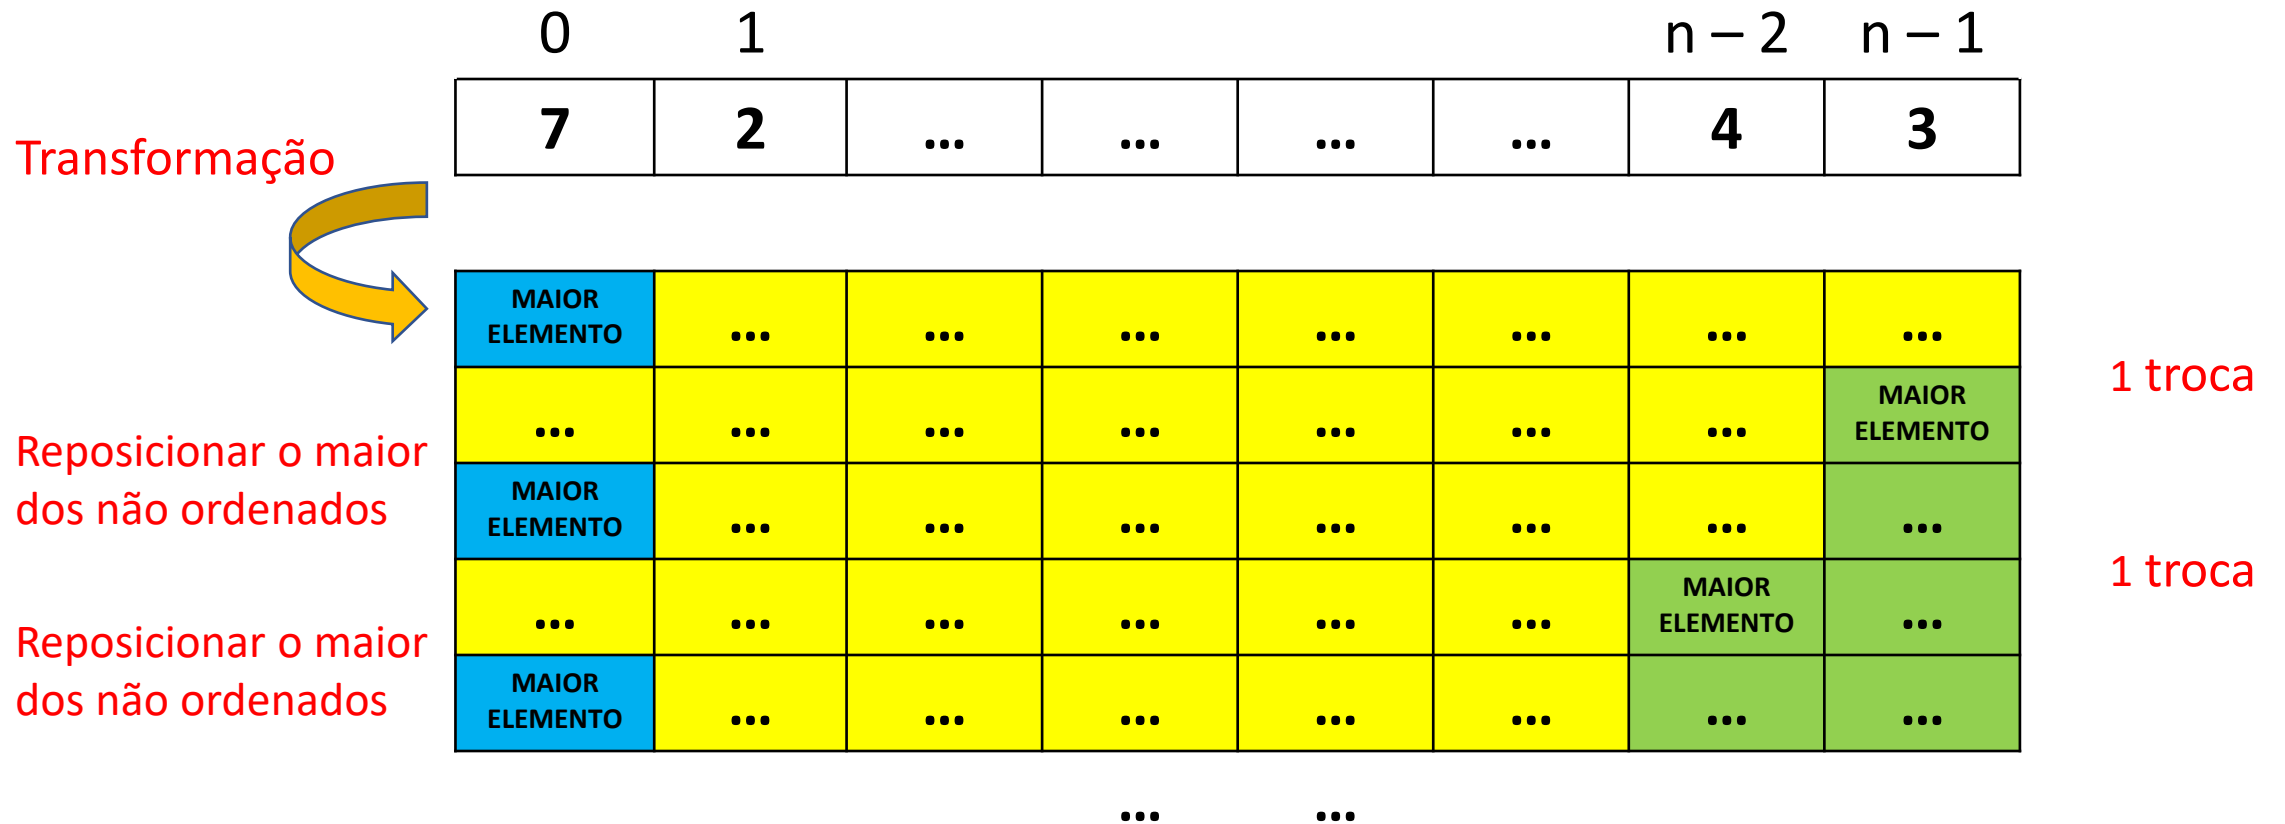 0 1 n – 2 n – 1
7 2 ... ... ... ... 4 3
Transformação
MAIOR
ELEMENTO ... ... ... ... ... ... ...
1 troca
... ... ... ... ... ... ... MAIOR
ELEMENTO
Reposicionar o maior
dos não ordenados
MAIOR
ELEMENTO ... ... ... ... ... ... ...
1 troca
... ... ... ... ... ... MAIOR
ELEMENTO ...
Reposicionar o maior
dos não ordenados
MAIOR
ELEMENTO ... ... ... ... ... ... ...
... ...